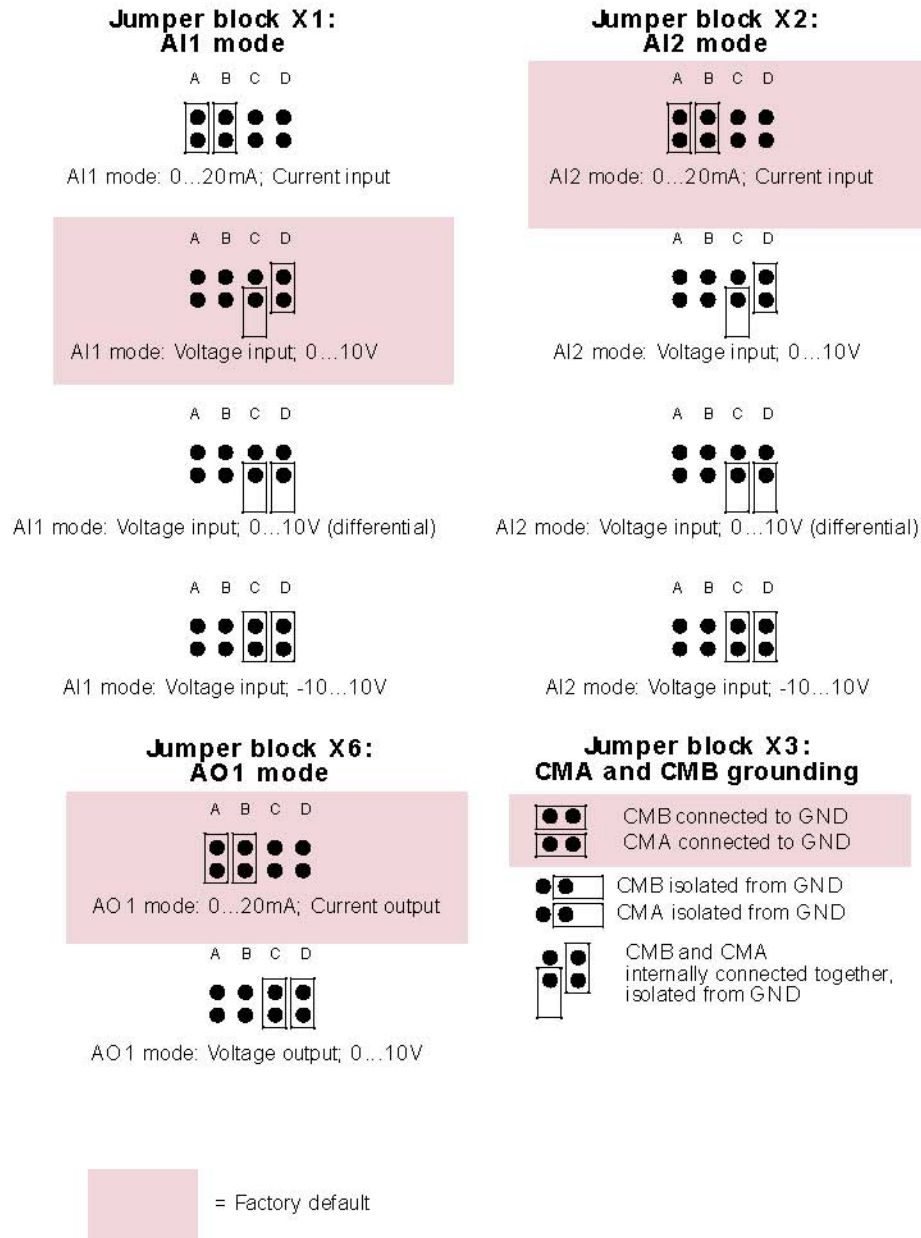 Jumper block X1:
AI1 mode
A B C D
AI1 mode: 0...20mA; Current input
A B C D
AI1 mode: Voltage input; 0...10V
A B C D
AI1 mode: Voltage input; 0...10V (differential)
A B C D
AI1 mode: Voltage input; -10...10V
Jumper block X2:
AI2 mode
A B C D
AI2 mode: 0...20mA; Current input
A B C D
AI2 mode: Voltage input; 0...10V
A B C D
AI2 mode: Voltage input; 0...10V (differential)
A B C D
AI2 mode: Voltage input; -10...10V
Jumper block X6:
AO1 mode
A B C D
AO1 mode: 0...20mA; Current output
A B C D
AO1 mode: Voltage output; 0...10V
Jumper block X3:
CMA and CMB grounding
CMB connected to GND
CMA connected to GND
CMB isolated from GND
CMA isolated from GND
CMB and CMA
internally connected together,
isolated from GND
= Factory default